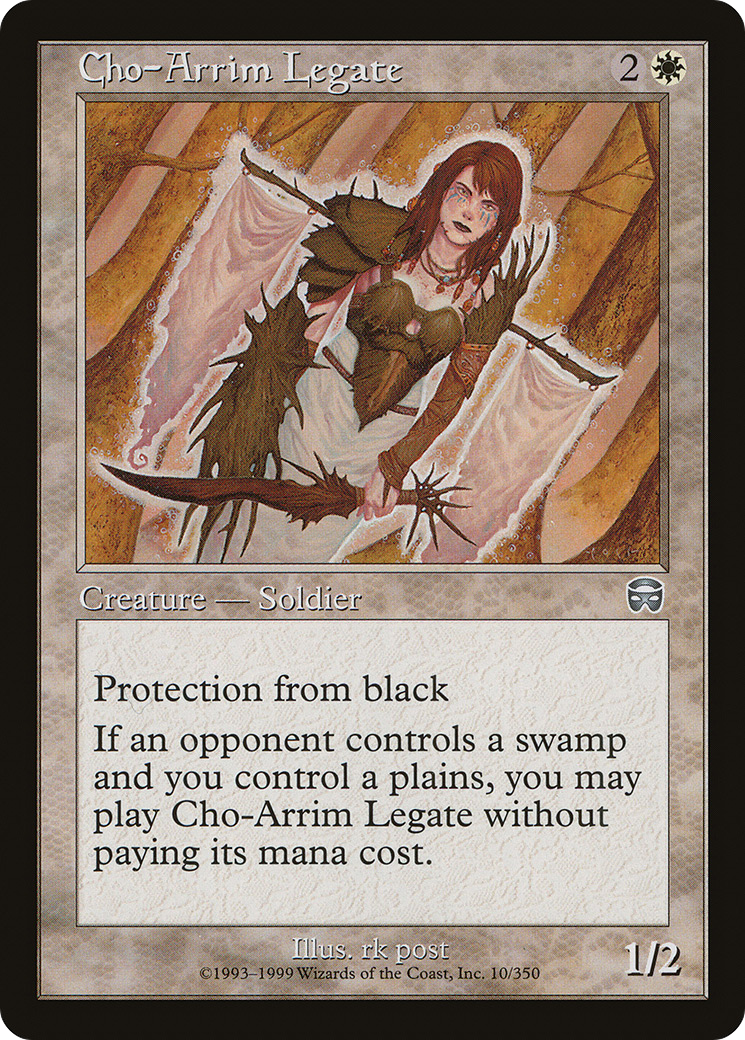 Cho-Arrim Legate 2
Creature — Soldier
Protection from black
If an opponent controls a swamp
and you control a plains, you may
play Cho-Arrim Legate without
paying its mana cost.
Illus. rk post
©1993–1999 Wizards of the Coast, Inc. 10/350
1/2